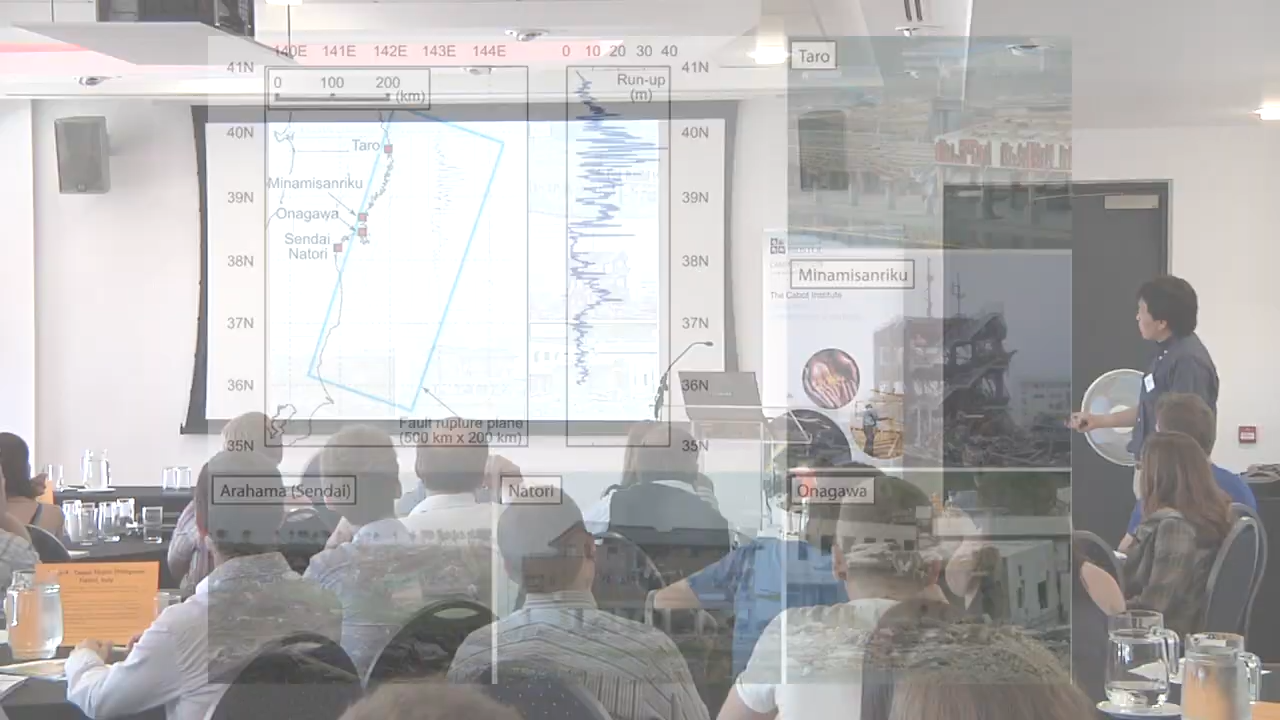 140E 141E 142E 143E 144E
0 10 20 30 40
41N
41N
0 100 200
(km)
Run-up
(m)
Taro
40N
40N
Taro
39N
39N
Minamisanriku
Onagawa
Sendai
Natori
38N
38N
Minamisanriku
The Cabot Institute
37N
37N
36N
36N
Fault rupture plane
(500 km x 200 km)
35N
35N
Arahama (Sendai)
Natori
Onagawa